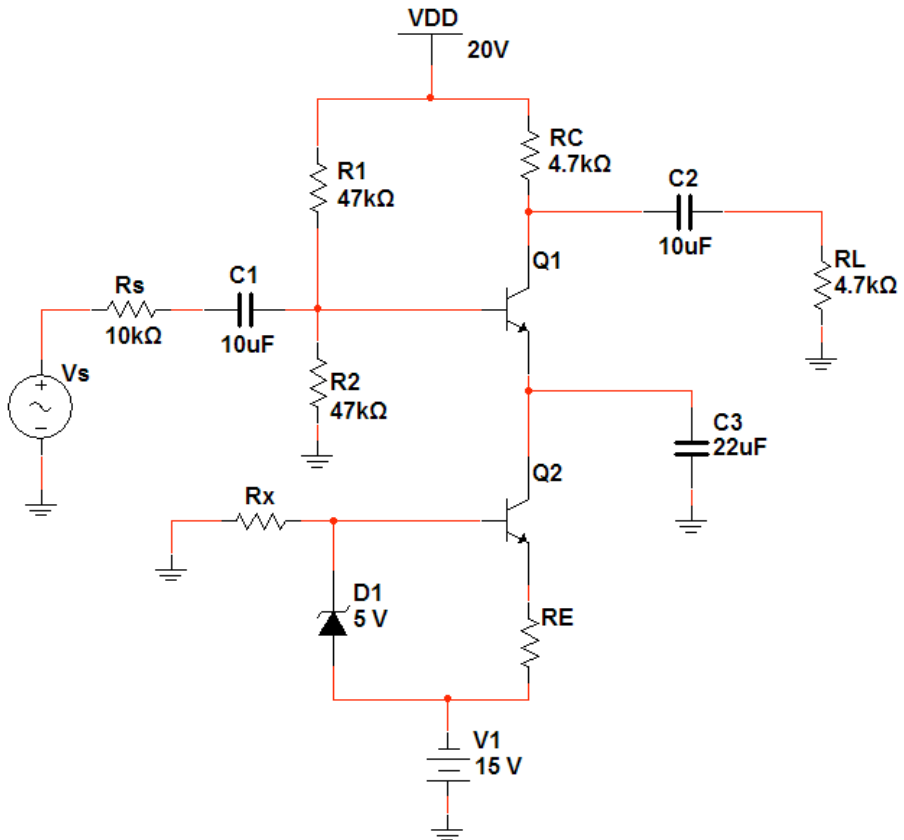 VDD
20V
RC
4.7kΩ
R1
47kΩ
C2
10uF
Q1
RL
4.7kΩ
Rs
10kΩ
C1
10uF
Vs
R2
47kΩ
C3
22uF
Q2
Rx
D1
5 V
RE
V1
15 V